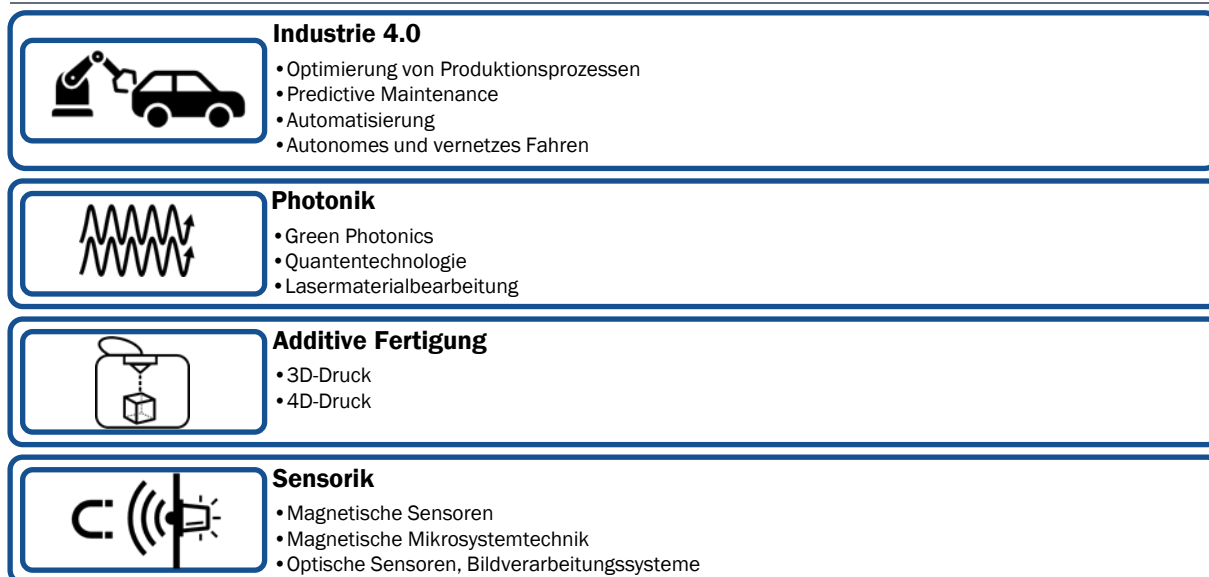 Industrie 4.0
•Optimierung von Produktionsprozessen
•Predictive Maintenance
•Automatisierung
•Autonomes und vernetzes Fahren
Photonik
•Green Photonics
•Quantentechnologie
•Lasermaterialbearbeitung
Additive Fertigung
•3D-Druck
•4D-Druck
Sensorik
•Magnetische Sensoren
•Magnetische Mikrosystemtechnik
•Optische Sensoren, Bildverarbeitungssysteme